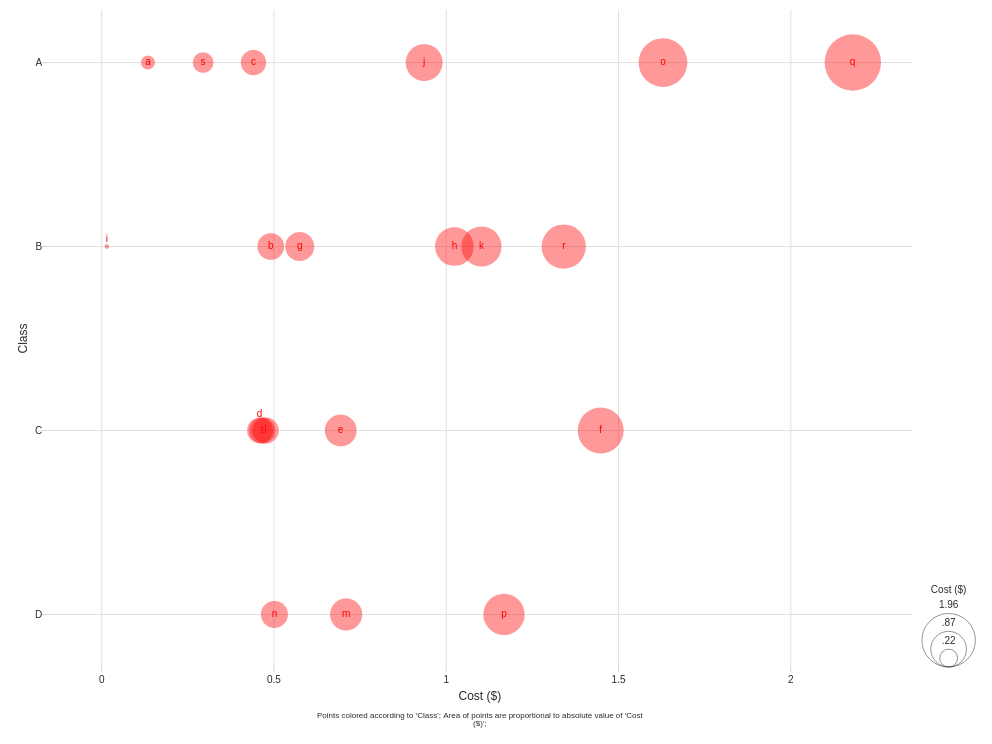 A
a
s
c
j
o
q
i
B
b
g
h
k
r
Class
d
C
e
f
Cost ($)
1.96
.87
.22
D
n
m
p
0
0.5
1
1.5
2
Cost ($)
Points colored according to 'Class'; Area of points are proportional to absolute value of 'Cost
($)';